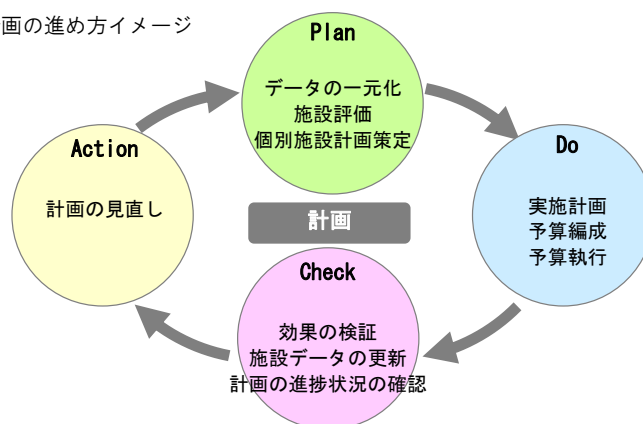 画の進め方イメージ
Plan
データの一元化
施設評価
個別施設計画策定
Do
実施計画
予算編成
予算執行
Action
計画の見直し
計画
Check
効果の検証
施設データの更新
計画の進捗状況の確認